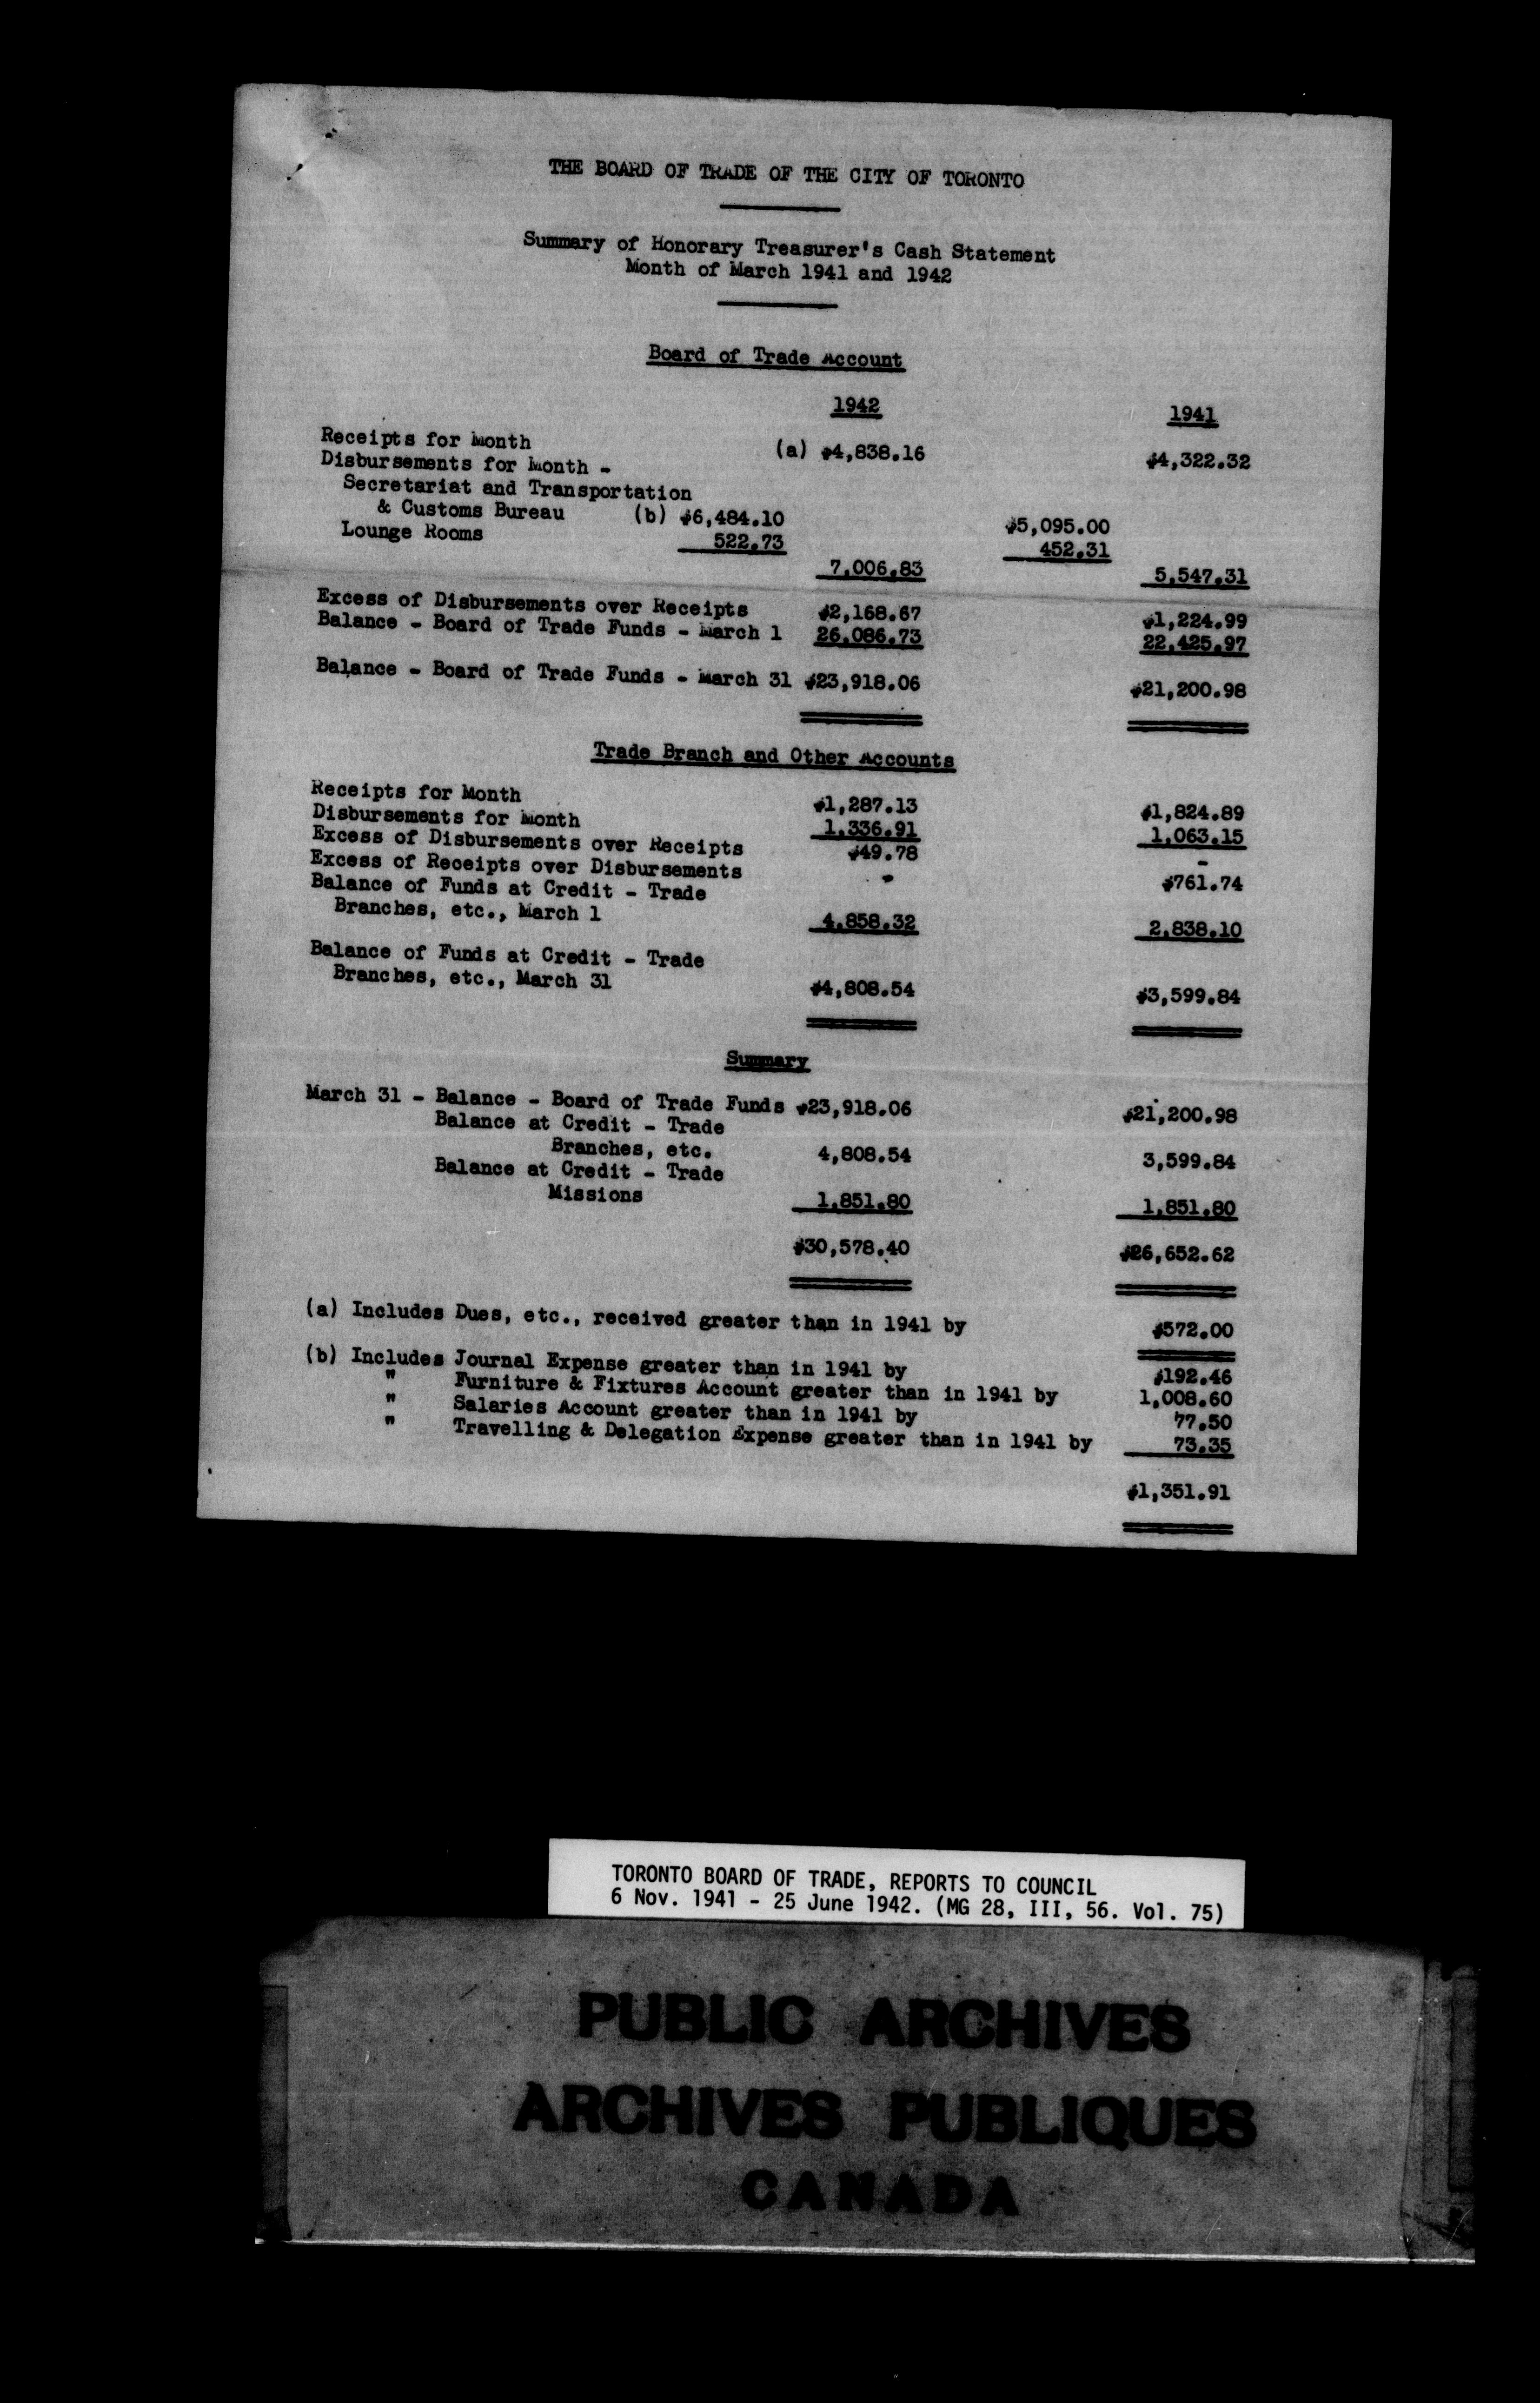 THE BOARD OF TRADE OF THE CITY OF TORONTO
Summary of Honorary Treasurer's Cash Statement
Month of March 1941 and 1942
Board of Trade Account
1942 1941
Receipts for Month (a) $4,838.16 $4,322.32
Disbursements for Month -
Secretariat and Transportation
& Customs Bureau (b) $6,484.10 $5,095.00
Lounge Rooms 522.73 452.31
7,006.83 5,547.31
Excess of Disbursements over Receipts $2,168.67 $1,224.99
Balance - Board of Trade Funds - March 1 26,086.73 22,425.97
Balance - Board of Trade Funds - March 31 $23,918.06 $21,200.98
Trade Branch and Other Accounts
Receipts for Month $1,287.13 $1,824.89
Disbursements for Month 1,336.91 1,063.15
Excess of Disbursements over Receipts $49.78 -
Excess of Receipts over Disbursements - $761.74
Balance of Funds at Credit - Trade
Branches, etc., March 1 4,858.32 2,838.10
Balance of Funds at Credit - Trade
Branches, etc., March 31 $4,808.54 $3,599.84
Summary
March 31 - Balance - Board of Trade Funds $23,918.06 $21,200.98
Balance at Credit - Trade
Branches, etc. 4,808.54 3,599.84
Balance at Credit - Trade
Missions 1,851.80 1,851.80
$30,578.40 $26,652.62
(a) Includes Dues, etc., received greater than in 1941 by $572.00
(b) Includes Journal Expense greater than in 1941 by $192.46
" Furniture & Fixtures Account greater than in 1941 by 1,008.60
" Salaries Account greater than in 1941 by 77.50
" Travelling & Delegation Expense greater than in 1941 by 73.35
$1,351.91
TORONTO BOARD OF TRADE, REPORTS TO COUNCIL
6 Nov. 1941 - 25 June 1942. (MG 28, III, 56. Vol. 75)
PUBLIC ARCHIVES
ARCHIVES PUBLIQUES
CANADA